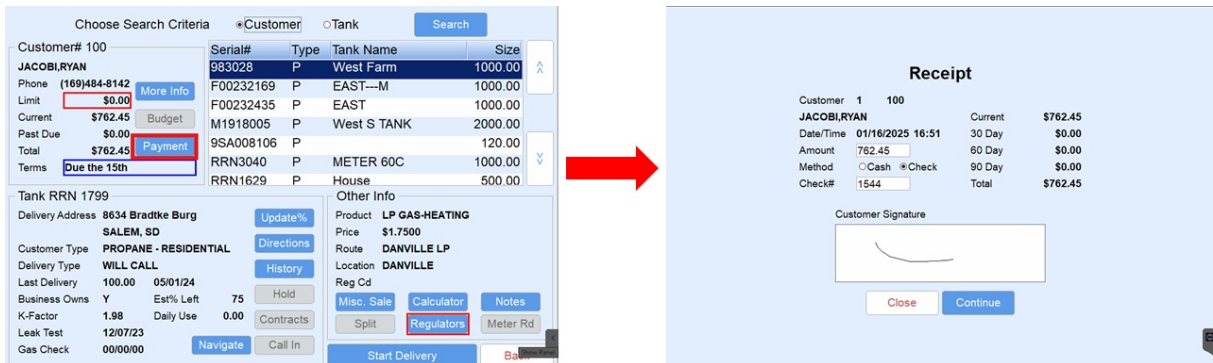 Choose Search Criteria Customer Tank Search
Customer# 100
JACOBI,RYAN
Phone (169)484-8142 More Info
Limit $0.00
Current $762.45 Budget
Past Due $0.00
Total $762.45 Payment
Terms Due the 15th
Serial# Type Tank Name Size
983028 P West Farm 1000.00
F00232169 P EAST---M 1000.00
F00232435 P EAST 1000.00
M1918005 P West S TANK 2000.00
9SA008106 P 120.00
RRN3040 P METER 60C 1000.00
RRN1629 P House 500.00
Tank RRN 1799
Delivery Address 8634 Bradtke Burg Update%
SALEM, SD
Customer Type PROPANE - RESIDENTIAL Directions
Delivery Type WILL CALL History
Last Delivery 100.00 05/01/24
Business Owns Y Est% Left 75 Hold
K-Factor 1.98 Daily Use 0.00 Contracts
Leak Test 12/07/23
Gas Check 00/00/00 Navigate Call In
Other Info
Product LP GAS-HEATING
Price $1.7500
Route DANVILLE LP
Location DANVILLE
Reg Cd
Misc. Sale Calculator Notes
Split Regulators Meter Rd
Start Delivery
Show Panel
Receipt
Customer 1 100
JACOBI,RYAN Current $762.45
Date/Time 01/16/2025 16:51 30 Day $0.00
Amount 762.45 60 Day $0.00
Method Cash Check 90 Day $0.00
Check# 1544 Total $762.45
Customer Signature
Close Continue